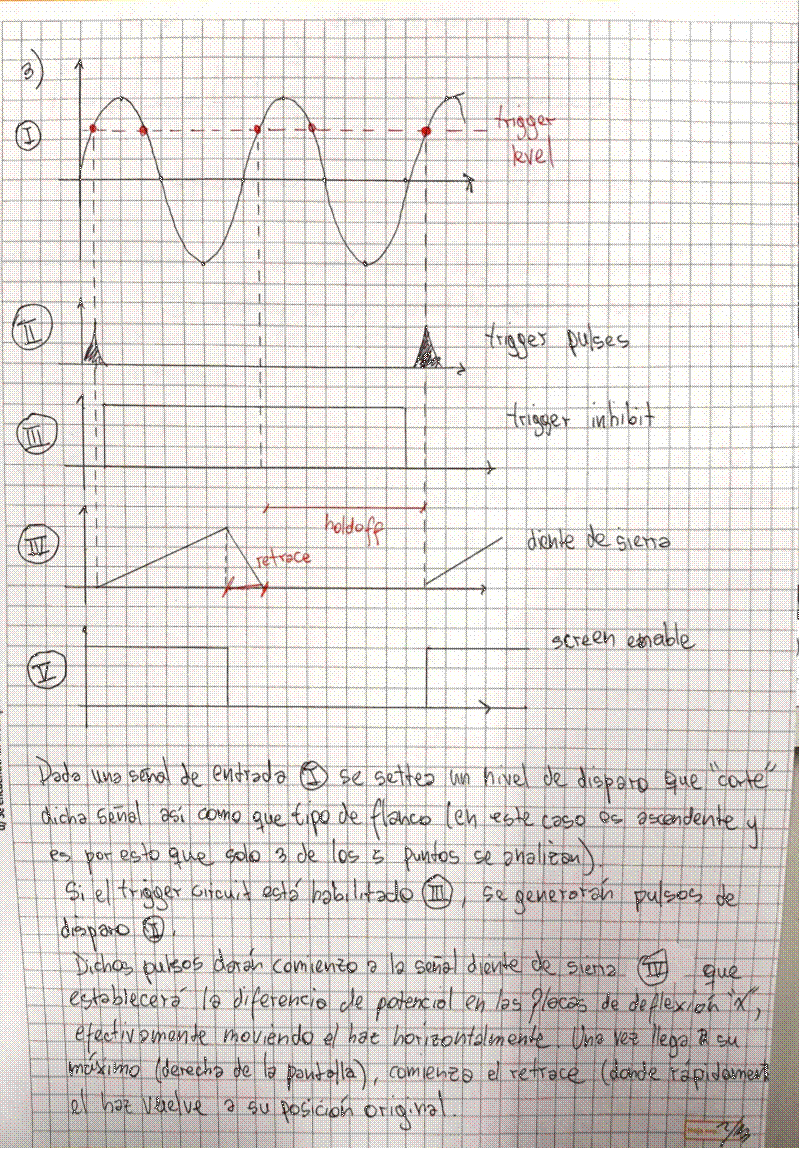 3)
I
trigger
level
II
trigger pulses
III
trigger inhibit
holdoff
IV
retrace
diente de sierra
V
screen enable
Dada una señal de entrada I se settea un nivel de disparo que "corte"
dicha señal así como que tipo de flanco (en este caso es ascendente y
es por esto que solo 3 de los 5 puntos se analizan).
Si el trigger circuit está habilitado III, se generarán pulsos de
disparo II.
Dichos pulsos darán comienzo a la señal diente de sierra IV que
establecerá la diferencia de potencial en las placas de deflexión "x",
efectivamente moviendo el haz horizontalmente. Una vez llega a su
máximo (derecha de la pantalla), comienza el retrace (donde rápidament
el haz vuelve a su posición original.